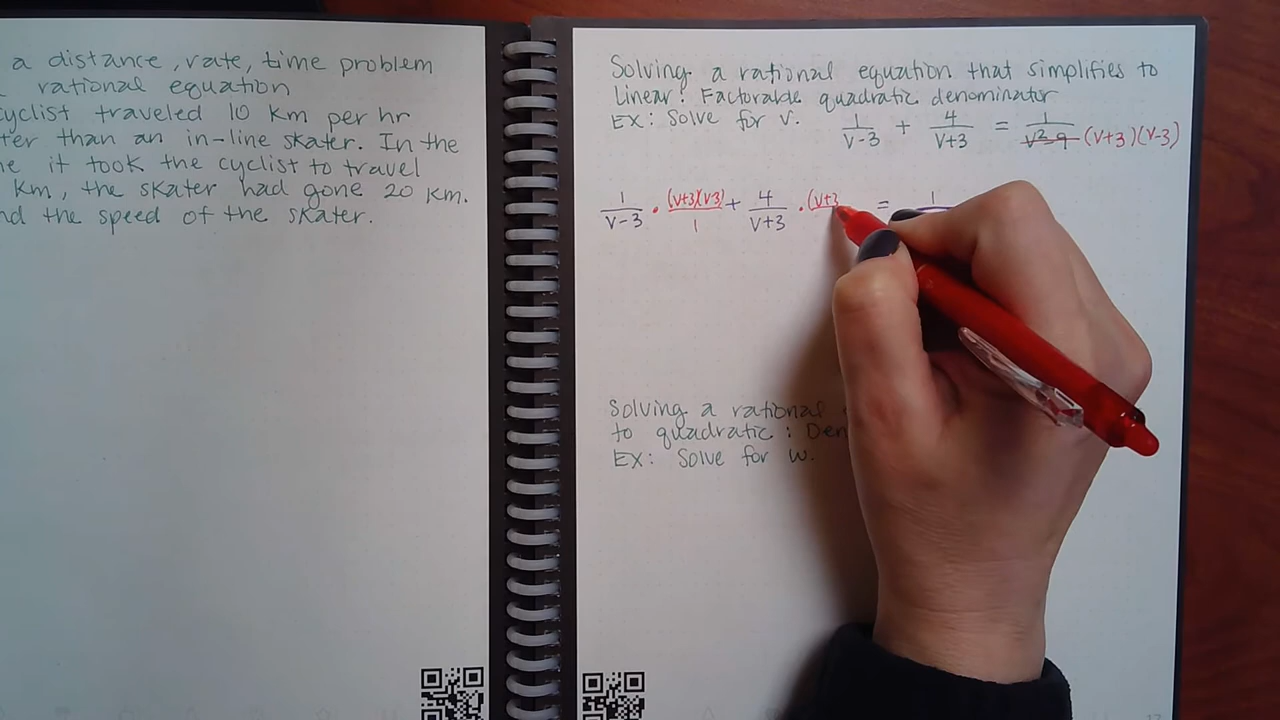 a distance, rate, time problem
rational equation
cyclist traveled 10 km per hr
ter than an in-line skater. In the
e it took the cyclist to travel
km, the skater had gone 20 km.
nd the speed of the skater.
Solving a rational equation that simplifies to
linear: Factorable quadratic denominator
EX: Solve for v. 1/(v-3) + 4/(v+3) = 1/(v²-9) (v+3)(v-3)
1/(v-3) · (v+3)(v-3)/1 + 4/(v+3) · (v+3 = 1
Solving a rational
to quadratic: Den
EX: Solve for w.